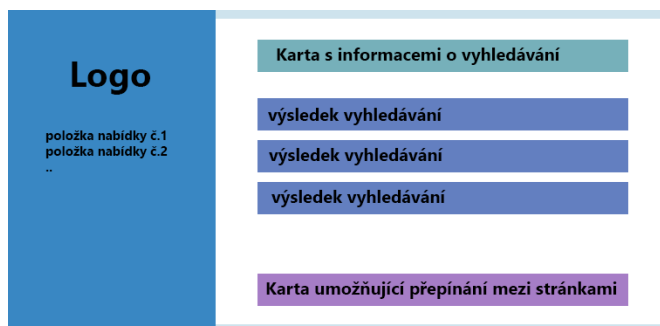 Logo
položka nabídky č.1
položka nabídky č.2
..
Karta s informacemi o vyhledávání
výsledek vyhledávání
výsledek vyhledávání
výsledek vyhledávání
Karta umožňující přepínání mezi stránkami